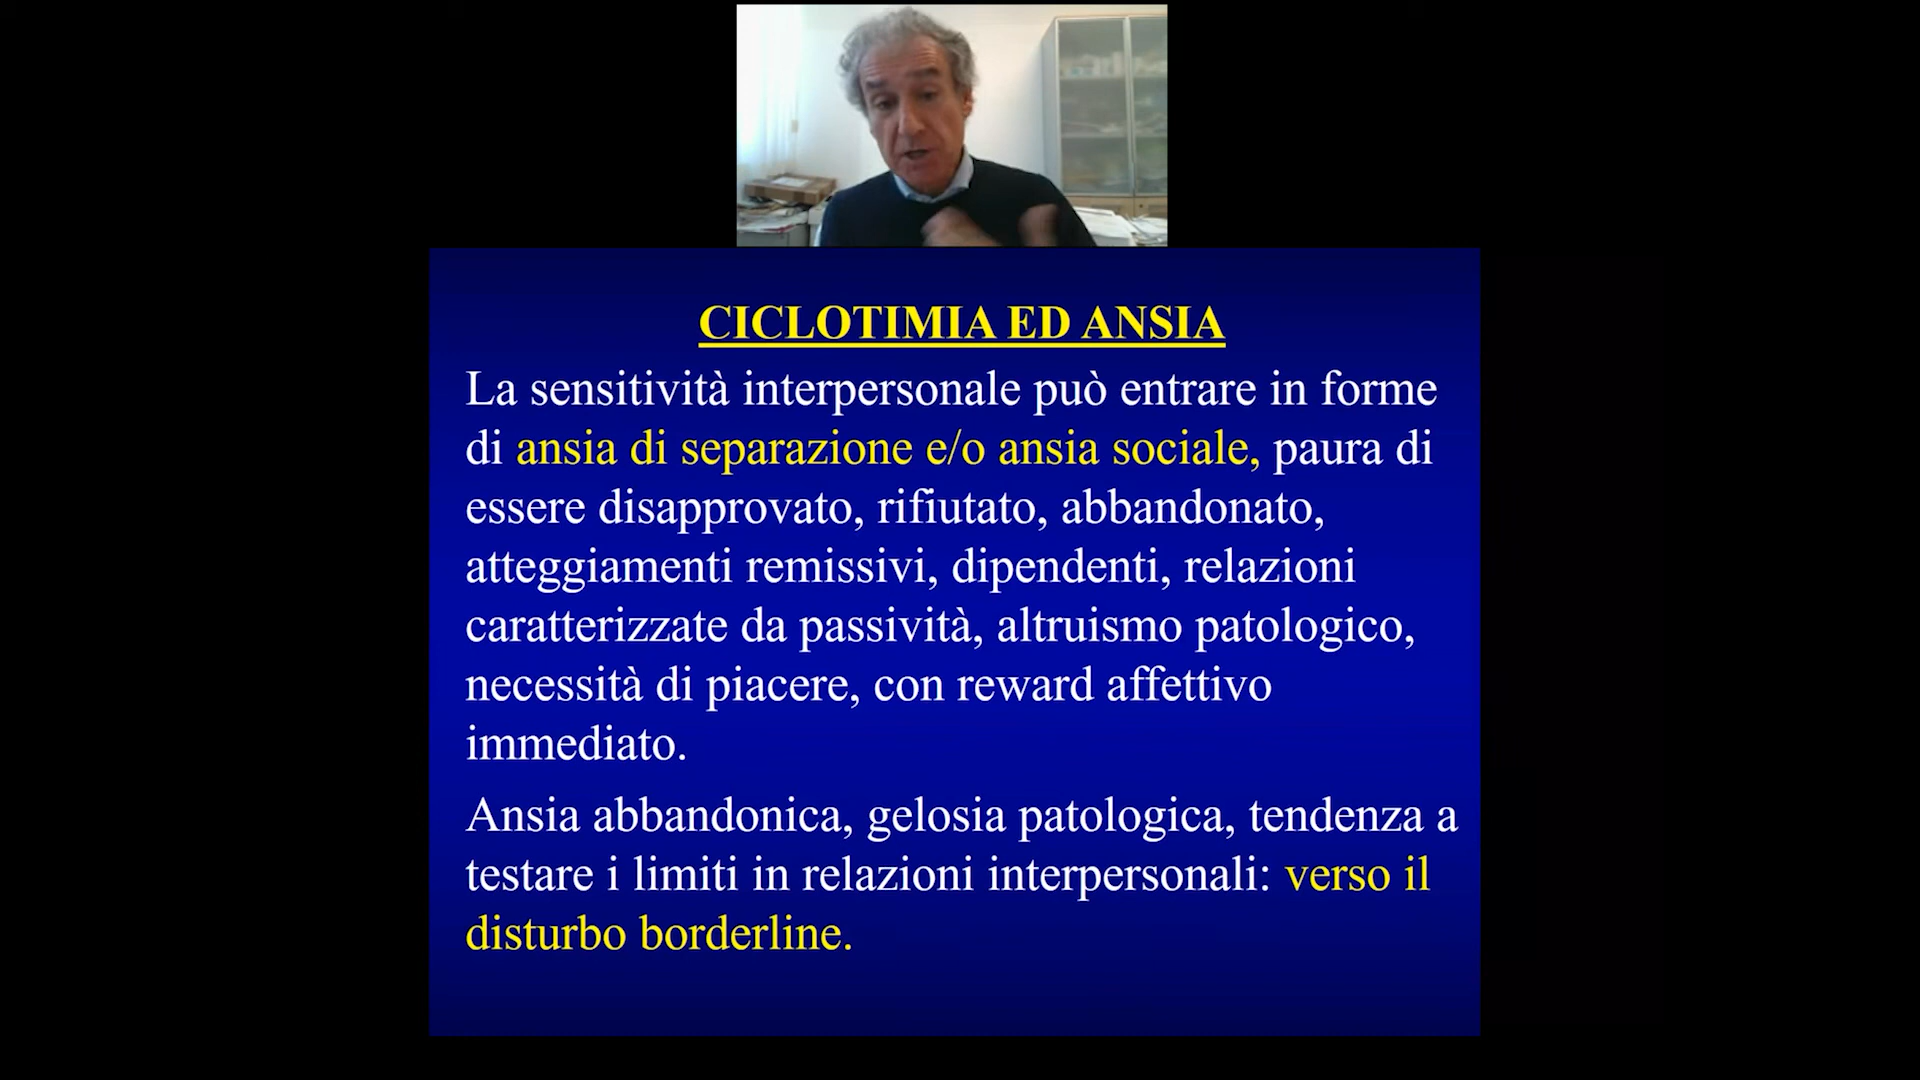 CICLOTIMIA ED ANSIA
La sensitività interpersonale può entrare in forme
di ansia di separazione e/o ansia sociale, paura di
essere disapprovato, rifiutato, abbandonato,
atteggiamenti remissivi, dipendenti, relazioni
caratterizzate da passività, altruismo patologico,
necessità di piacere, con reward affettivo
immediato.
Ansia abbandonica, gelosia patologica, tendenza a
testare i limiti in relazioni interpersonali: verso il
disturbo borderline.